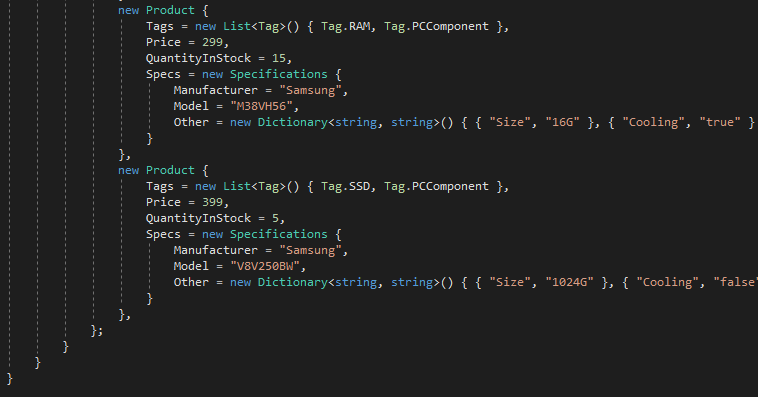 new Product {
Tags = new List<Tag>() { Tag.RAM, Tag.PCComponent },
Price = 299,
QuantityInStock = 15,
Specs = new Specifications {
Manufacturer = "Samsung",
Model = "M38VH56",
Other = new Dictionary<string, string>() { { "Size", "16G" }, { "Cooling", "true" }
}
},
new Product {
Tags = new List<Tag>() { Tag.SSD, Tag.PCComponent },
Price = 399,
QuantityInStock = 5,
Specs = new Specifications {
Manufacturer = "Samsung",
Model = "V8V250BW",
Other = new Dictionary<string, string>() { { "Size", "1024G" }, { "Cooling", "false"
}
},
};
}
}
}